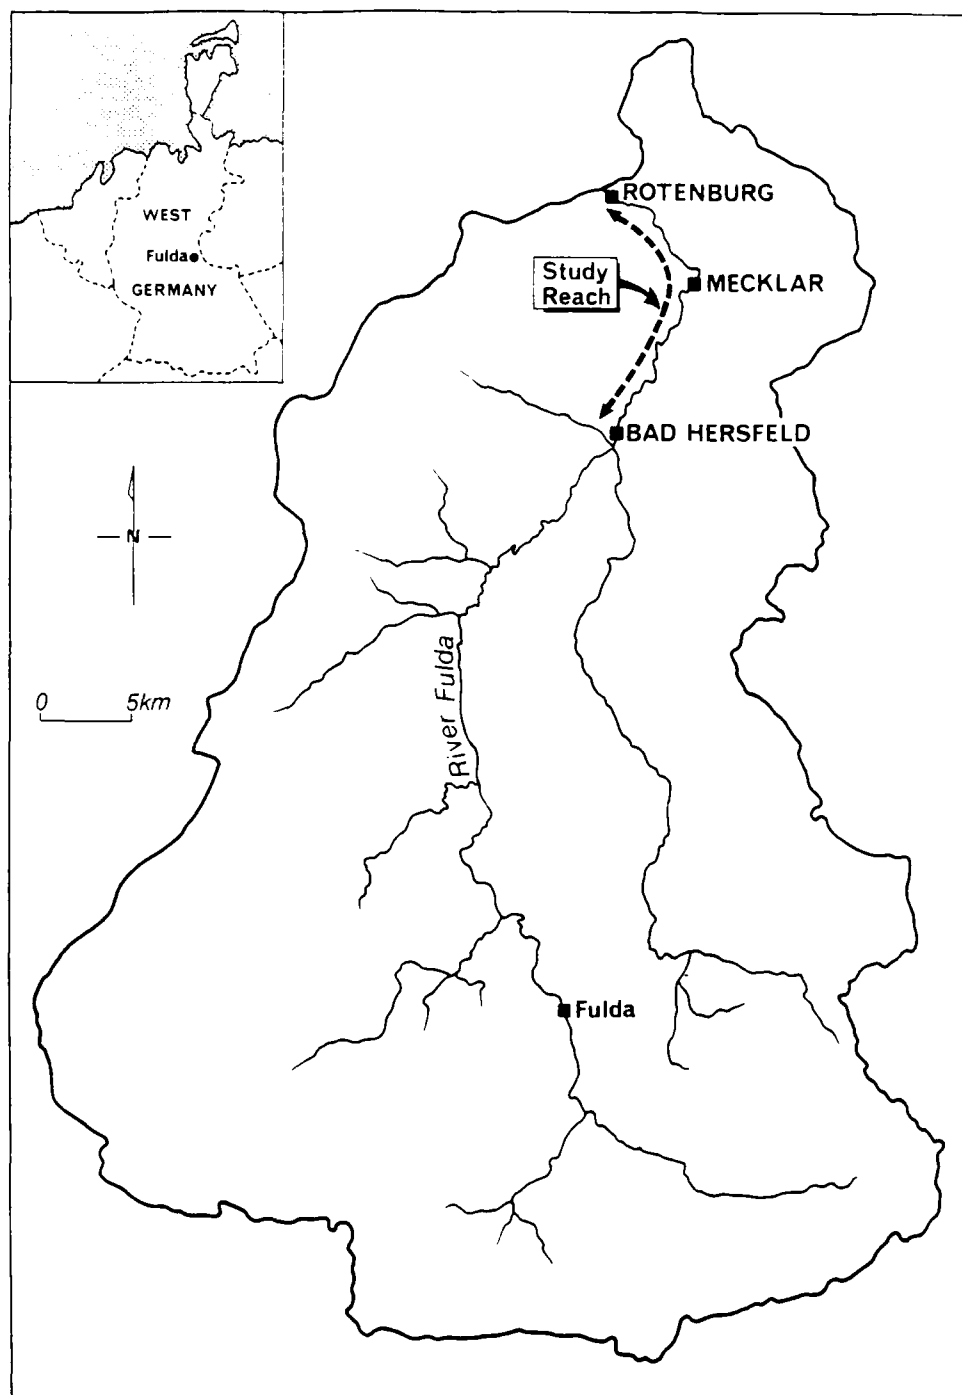 WEST
Fulda
GERMANY
ROTENBURG
Study
Reach
MECKLAR
BAD HERSFELD
N
River Fulda
0 5km
Fulda